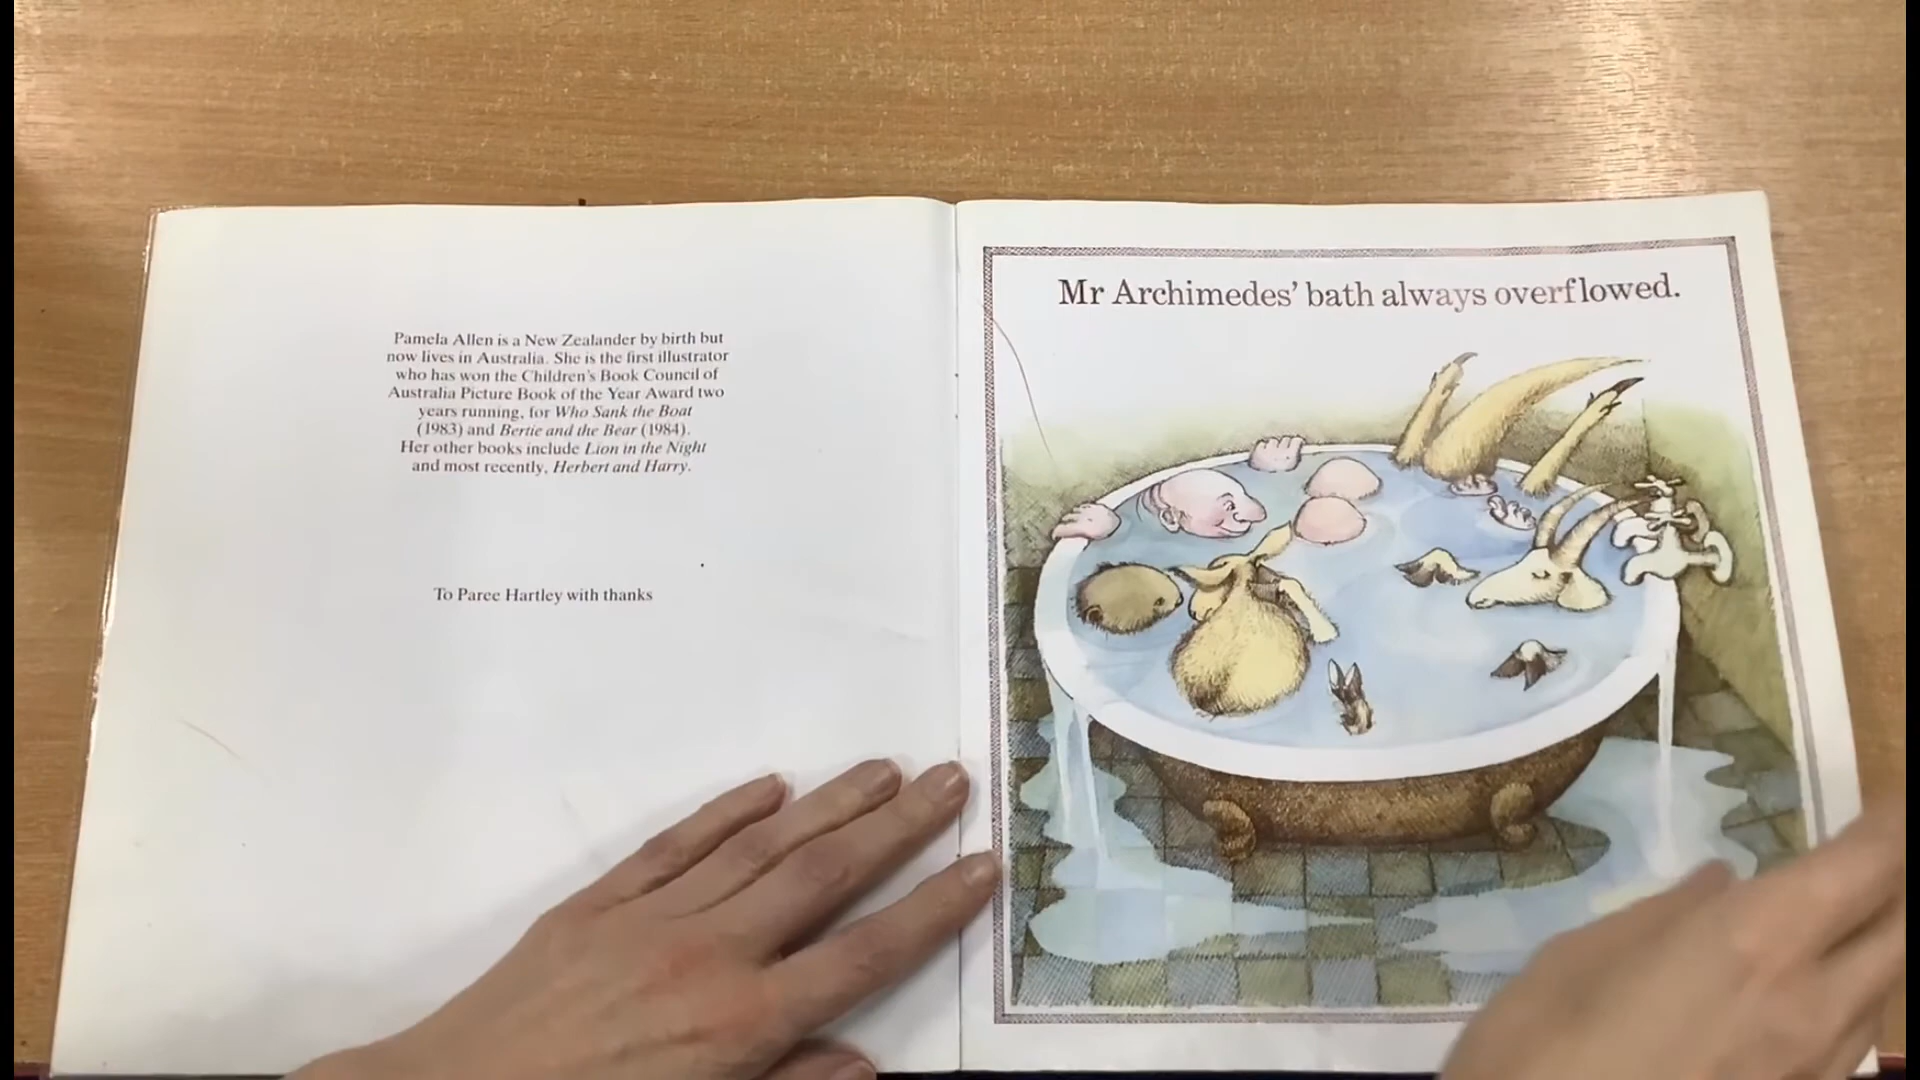 Pamela Allen is a New Zealander by birth but
now lives in Australia. She is the first illustrator
who has won the Children's Book Council of
Australia Picture Book of the Year Award two
years running, for Who Sank the Boat
(1983) and Bertie and the Bear (1984).
Her other books include Lion in the Night
and most recently, Herbert and Harry.
To Paree Hartley with thanks
Mr Archimedes' bath always overflowed.